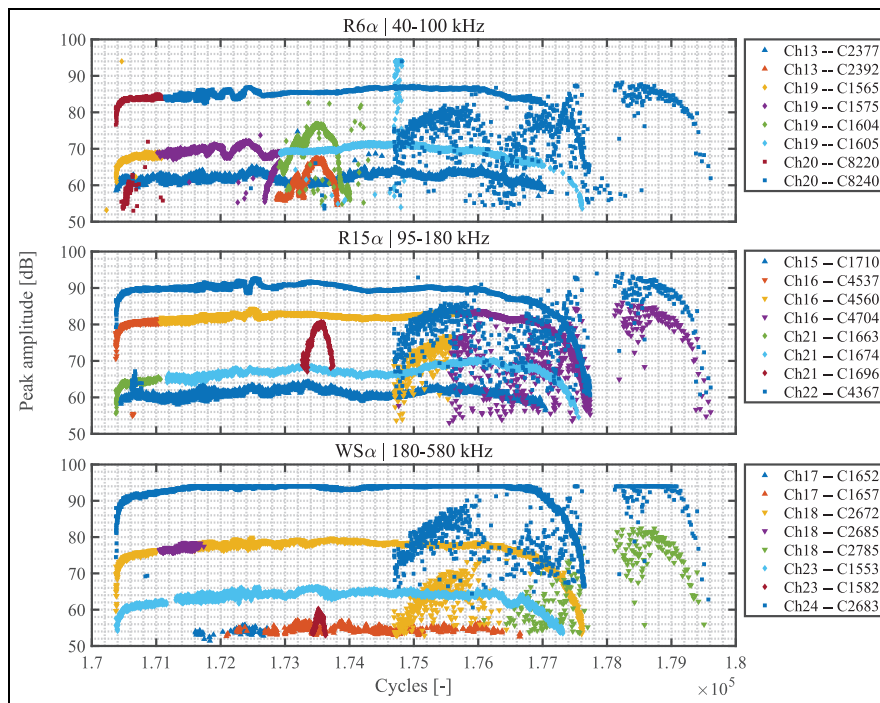 R6α | 40-100 kHz
100
90
80
70
60
50
Ch13 -- C2377
Ch13 -- C2392
Ch19 -- C1565
Ch19 -- C1575
Ch19 -- C1604
Ch19 -- C1605
Ch20 -- C8220
Ch20 -- C8240
R15α | 95-180 kHz
100
90
80
70
60
50
Peak amplitude [dB]
Ch15 – C1710
Ch16 – C4537
Ch16 – C4560
Ch16 – C4704
Ch21 – C1663
Ch21 – C1674
Ch21 – C1696
Ch22 – C4367
WSα | 180-580 kHz
100
90
80
70
60
50
Ch17 – C1652
Ch17 – C1657
Ch18 – C2672
Ch18 – C2685
Ch18 – C2785
Ch23 – C1553
Ch23 – C1582
Ch24 – C2683
1.7 1.71 1.72 1.73 1.74 1.75 1.76 1.77 1.78 1.79 1.8
Cycles [-]
×10⁵